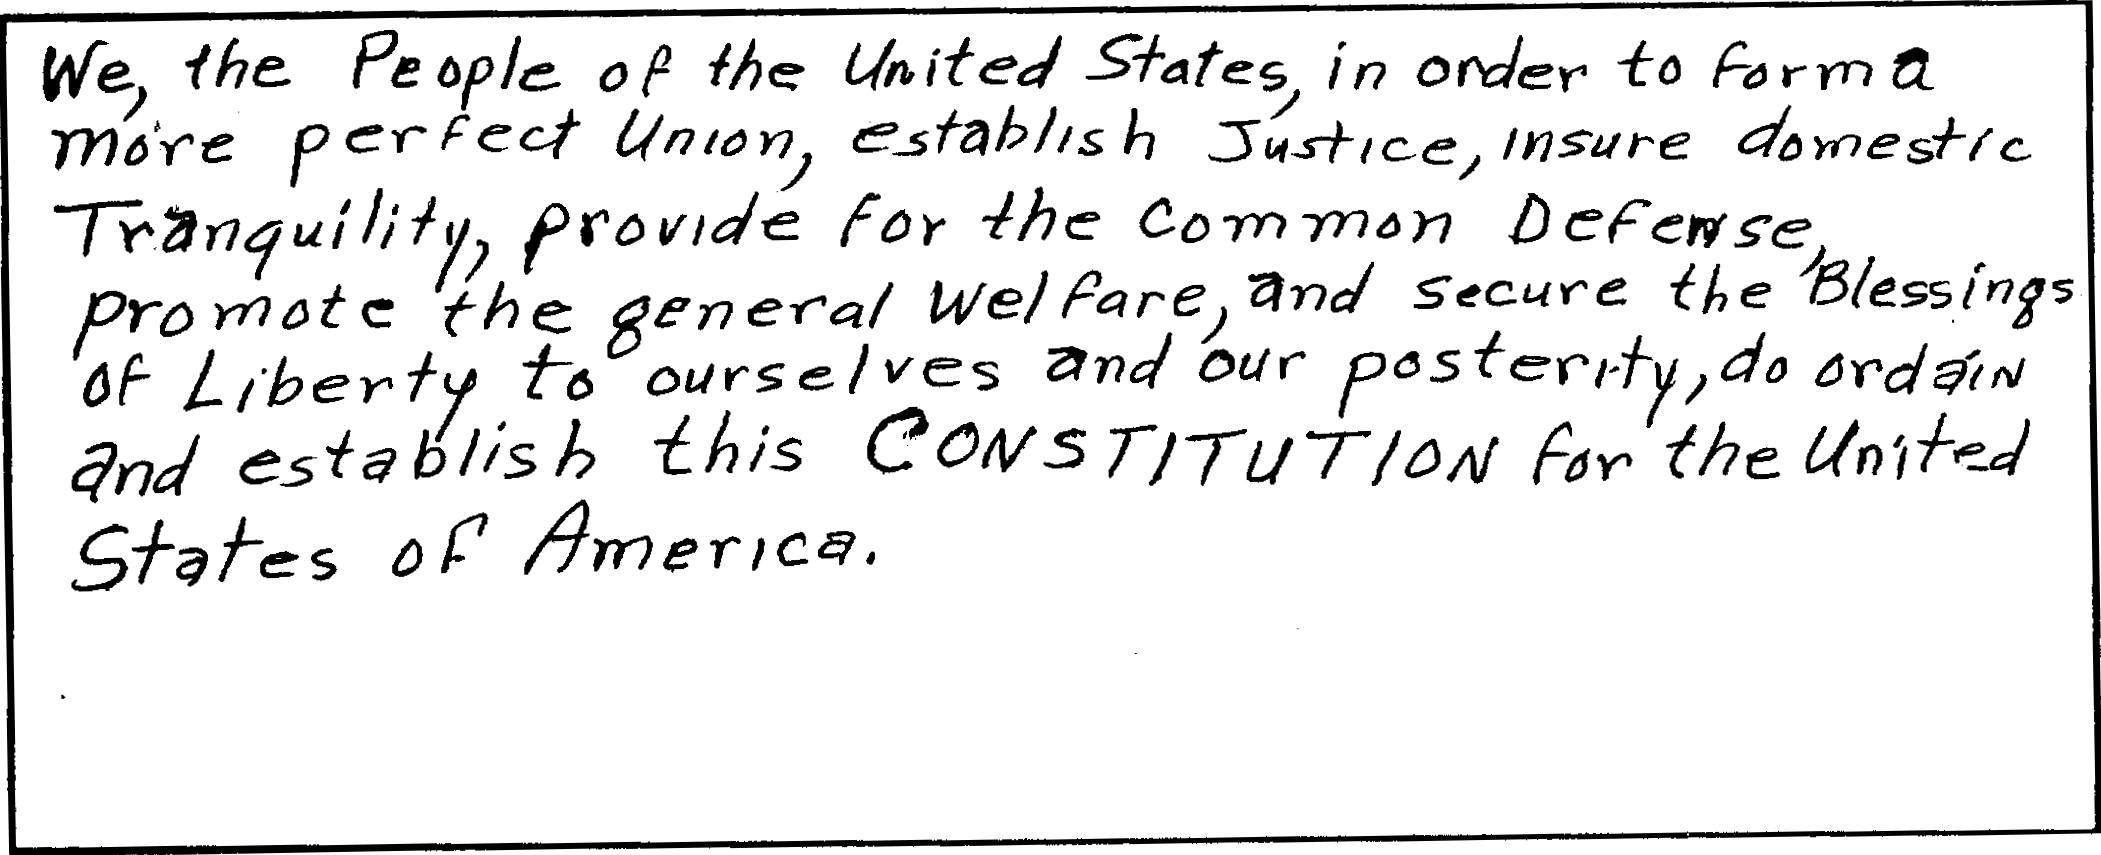 We, the People of the United States, in order to form a
more perfect Union, establish Justice, insure domestic
Tranquility, provide for the Common Defense,
promote the general Welfare, and secure the Blessings
of Liberty to ourselves and our posterity, do ordain
and establish this CONSTITUTION for the United
States of America.